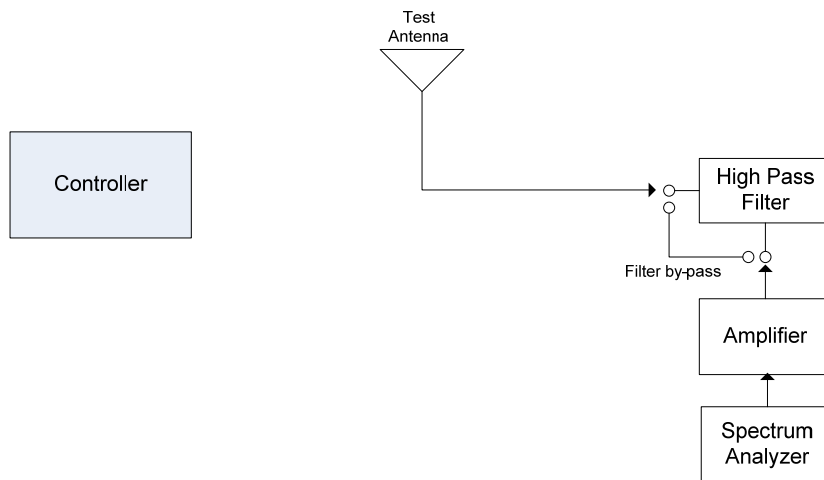 Test
Antenna
Controller
High Pass
Filter
Filter by-pass
Amplifier
Spectrum
Analyzer